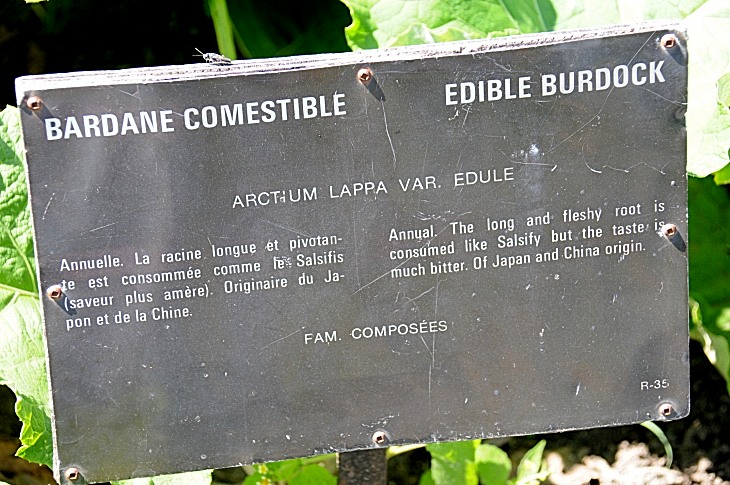 BARDANE COMESTIBLE
EDIBLE BURDOCK
ARCTIUM LAPPA VAR. EDULE
Annuelle. La racine longue et pivotan-
te est consommée comme le Salsifis
(saveur plus amère). Originaire du Ja-
pon et de la Chine.
Annual. The long and fleshy root is
consumed like Salsify but the taste is
much bitter. Of Japan and China origin.
FAM. COMPOSÉES
R-35